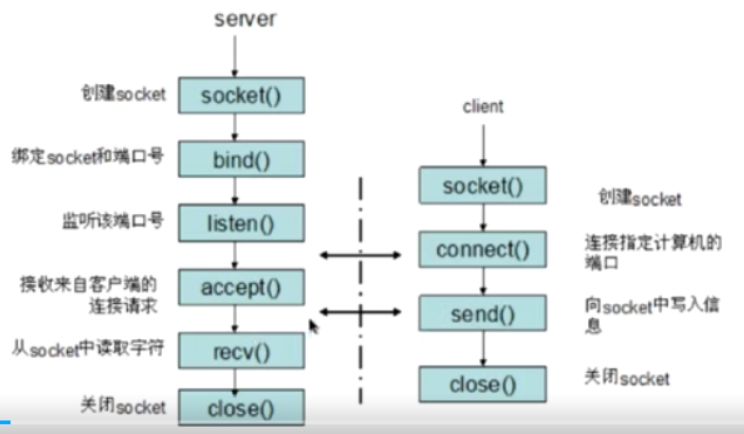 server
创建socket
socket()
绑定socket和端口号
bind()
监听该端口号
listen()
接收来自客户端的
连接请求
accept()
从socket中读取字符
recv()
关闭socket
close()
client
socket()
创建socket
connect()
连接指定计算机的
端口
send()
向socket中写入信
息
close()
关闭socket